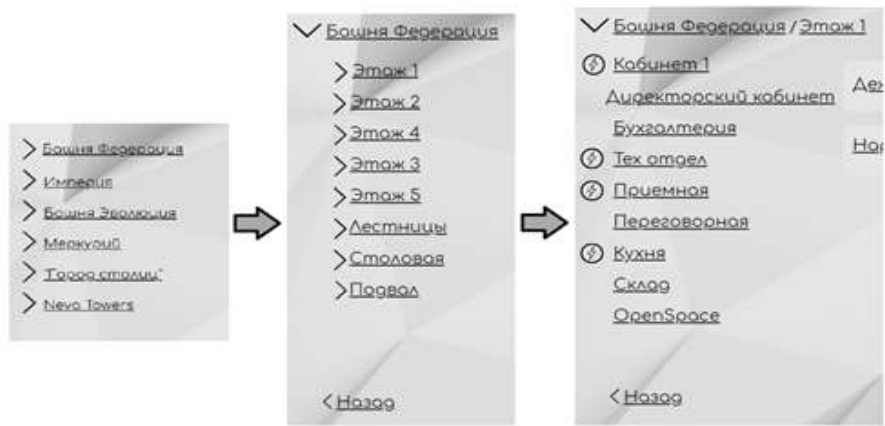 Башня Федерация
Империя
Башня Эволюция
Меркурий
"Город столиц"
Neva Towers
Башня Федерация
Этаж 1
Этаж 2
Этаж 4
Этаж 3
Этаж 5
Лестницы
Столовая
Подвал
< Назад
Башня Федерация / Этаж 1
Кабинет 1
Директорский кабинет
Бухгалтерия
Тех отдел
Приемная
Переговорная
Кухня
Склад
OpenSpace
< Назад